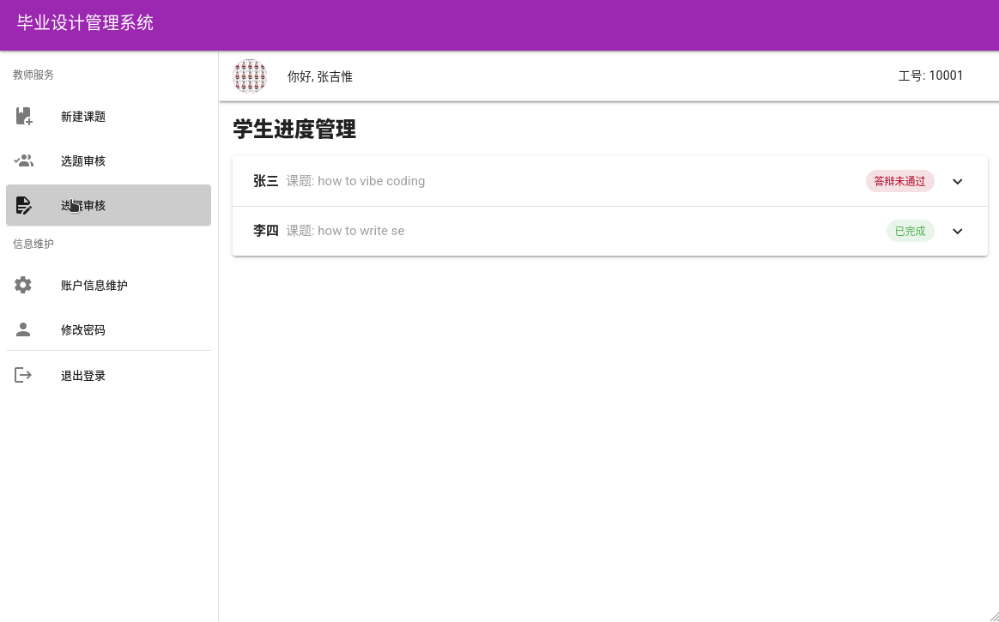 毕业设计管理系统
教师服务
新建课题
选题审核
进度审核
信息维护
账户信息维护
修改密码
退出登录
你好, 张吉惟
工号: 10001
学生进度管理
张三 课题: how to vibe coding 答辩未通过
李四 课题: how to write se 已完成